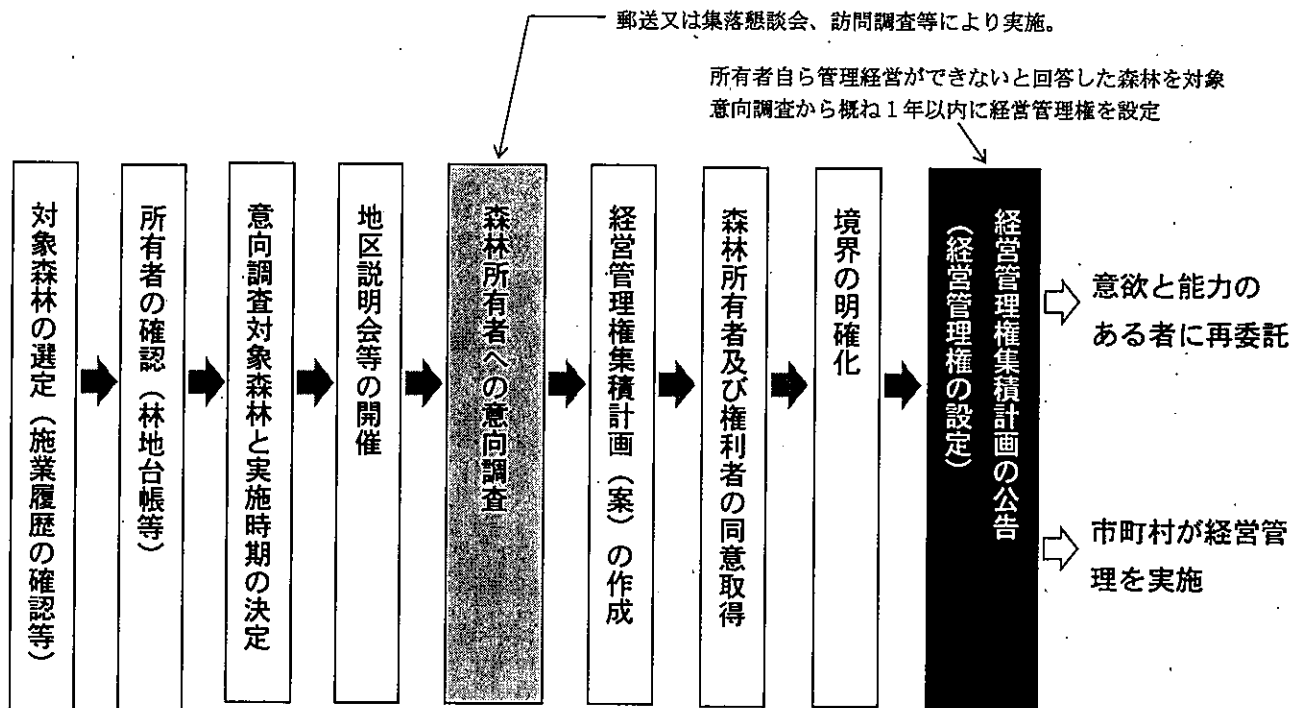 郵送又は集落懇談会、訪問調査等により実施。
所有者自ら管理経営ができないと回答した森林を対象
意向調査から概ね１年以内に経営管理権を設定
対象森林の選定（施業履歴の確認等）
所有者の確認（林地台帳等）
意向調査対象森林と実施時期の決定
地区説明会等の開催
森林所有者への意向調査
経営管理権集積計画（案）の作成
森林所有者及び権利者の同意取得
境界の明確化
経営管理権集積計画の公告
（経営管理権の設定）
意欲と能力の
ある者に再委託
市町村が経営管
理を実施